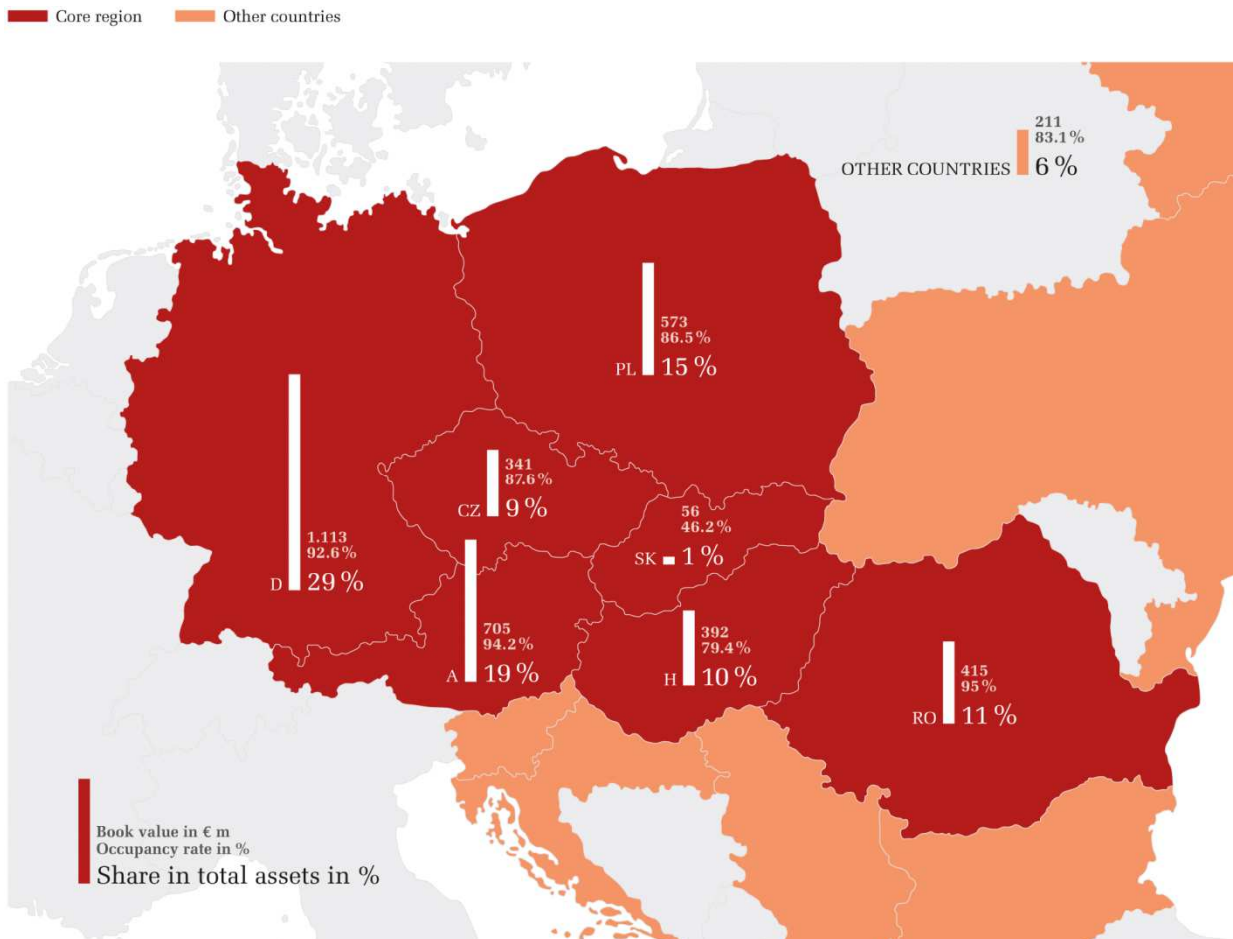 Core region
Other countries
211
83.1 %
OTHER COUNTRIES 6 %
573
86.5 %
PL 15 %
341
87.6 %
CZ 9 %
56
46.2 %
SK 1 %
1.113
92.6 %
D 29 %
705
94.2 %
A 19 %
392
79.4 %
H 10 %
415
95 %
RO 11 %
Book value in € m
Occupancy rate in %
Share in total assets in %